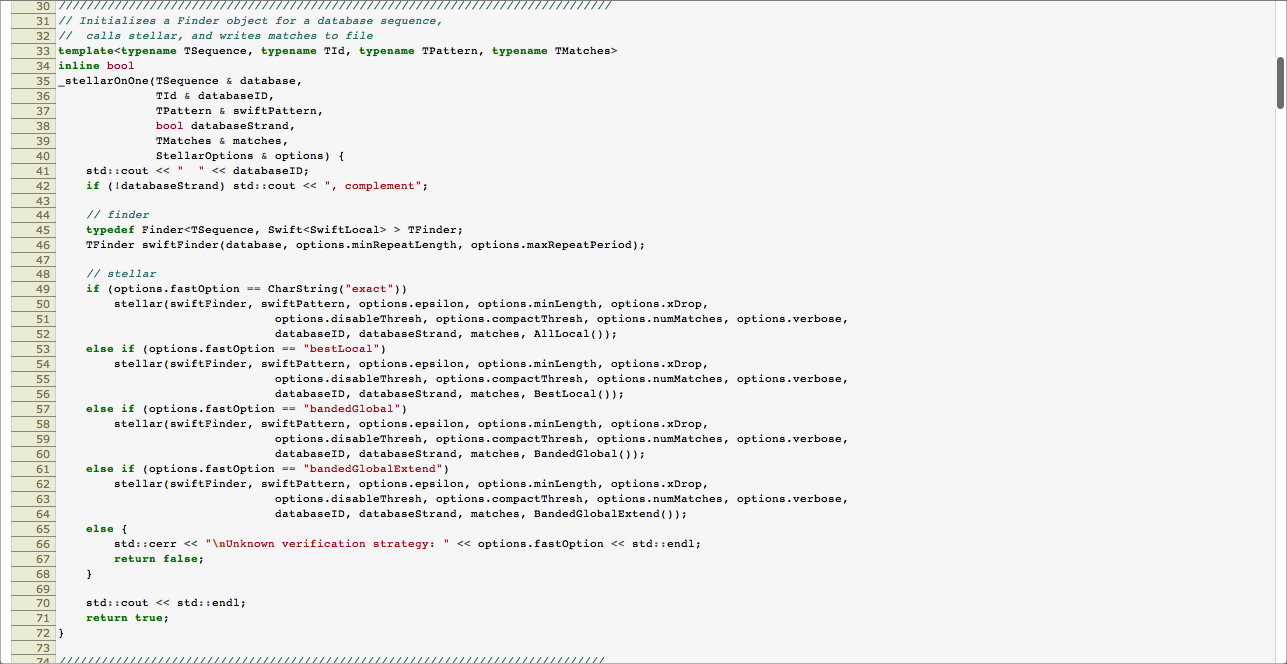 30 ///////////////////////////////////////////////////////////////////////////////
31 // Initializes a Finder object for a database sequence,
32 //  calls stellar, and writes matches to file
33 template<typename TSequence, typename TId, typename TPattern, typename TMatches>
34 inline bool
35 _stellarOnOne(TSequence & database,
36               TId & databaseID,
37               TPattern & swiftPattern,
38               bool databaseStrand,
39               TMatches & matches,
40               StellarOptions & options) {
41     std::cout << "  " << databaseID;
42     if (!databaseStrand) std::cout << ", complement";
43
44     // finder
45     typedef Finder<TSequence, Swift<SwiftLocal> > TFinder;
46     TFinder swiftFinder(database, options.minRepeatLength, options.maxRepeatPeriod);
47
48     // stellar
49     if (options.fastOption == CharString("exact"))
50         stellar(swiftFinder, swiftPattern, options.epsilon, options.minLength, options.xDrop,
51                                options.disableThresh, options.compactThresh, options.numMatches, options.verbose,
52                                databaseID, databaseStrand, matches, AllLocal());
53     else if (options.fastOption == "bestLocal")
54         stellar(swiftFinder, swiftPattern, options.epsilon, options.minLength, options.xDrop,
55                                options.disableThresh, options.compactThresh, options.numMatches, options.verbose,
56                                databaseID, databaseStrand, matches, BestLocal());
57     else if (options.fastOption == "bandedGlobal")
58         stellar(swiftFinder, swiftPattern, options.epsilon, options.minLength, options.xDrop,
59                                options.disableThresh, options.compactThresh, options.numMatches, options.verbose,
60                                databaseID, databaseStrand, matches, BandedGlobal());
61     else if (options.fastOption == "bandedGlobalExtend")
62         stellar(swiftFinder, swiftPattern, options.epsilon, options.minLength, options.xDrop,
63                                options.disableThresh, options.compactThresh, options.numMatches, options.verbose,
64                                databaseID, databaseStrand, matches, BandedGlobalExtend());
65     else {
66         std::cerr << "\nUnknown verification strategy: " << options.fastOption << std::endl;
67         return false;
68     }
69
70     std::cout << std::endl;
71     return true;
72 }
73
74 //////////////////////////////////////////////////////////////////////////////